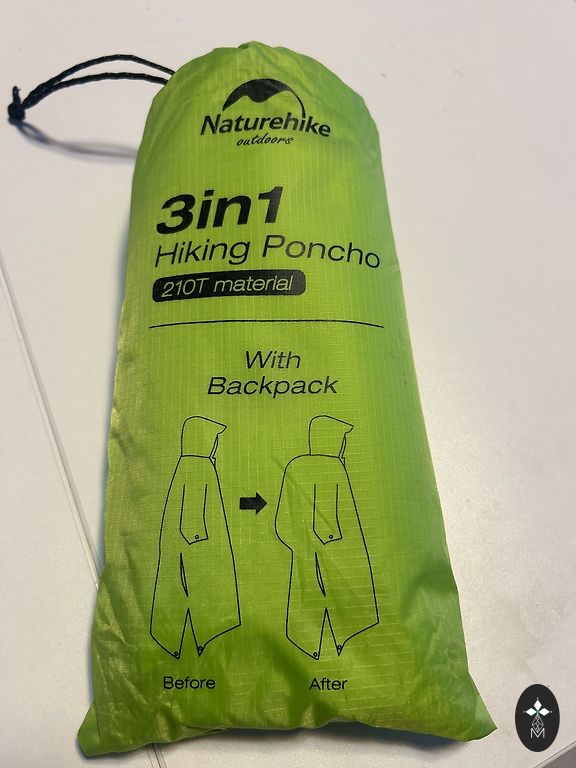 Naturehike
outdoors
3in1
Hiking Poncho
210T material
With
Backpack
Before
After
M